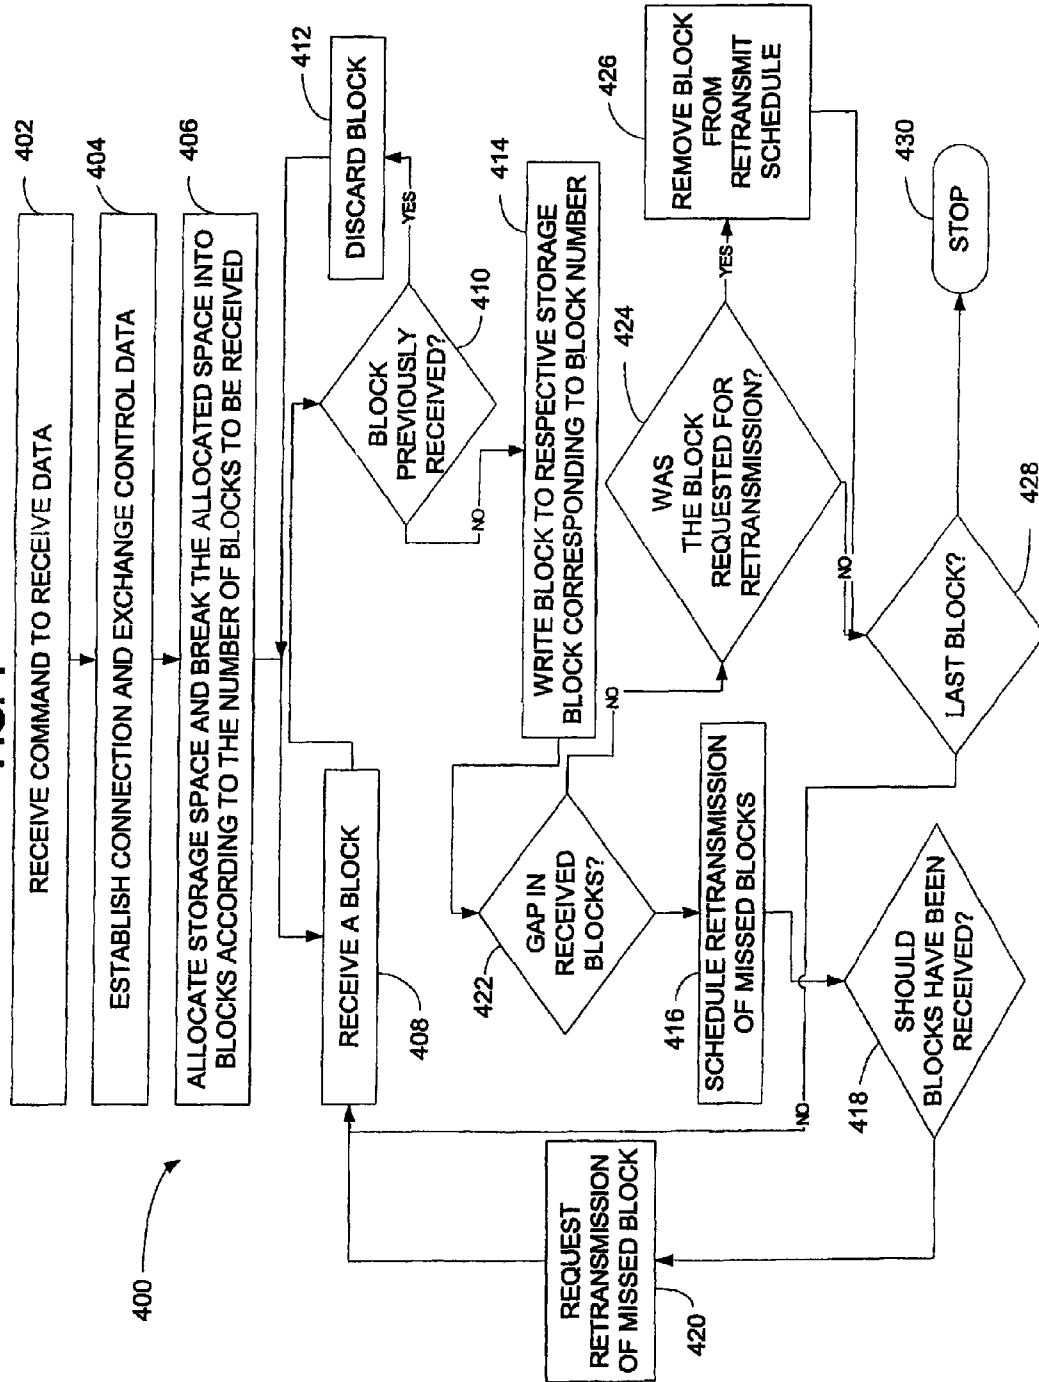 400
RECEIVE COMMAND TO RECEIVE DATA
402
ESTABLISH CONNECTION AND EXCHANGE CONTROL DATA
404
ALLOCATE STORAGE SPACE AND BREAK THE ALLOCATED SPACE INTO
BLOCKS ACCORDING TO THE NUMBER OF BLOCKS TO BE RECEIVED
406
RECEIVE A BLOCK
408
BLOCK
PREVIOUSLY
RECEIVED?
410
YES
DISCARD BLOCK
412
NO
WRITE BLOCK TO RESPECTIVE STORAGE
BLOCK CORRESPONDING TO BLOCK NUMBER
414
GAP IN
RECEIVED
BLOCKS?
422
NO
SCHEDULE RETRANSMISSION
OF MISSED BLOCKS
416
SHOULD
BLOCKS HAVE BEEN
RECEIVED?
418
REQUEST
RETRANSMISSION
OF MISSED BLOCK
420
WAS
THE BLOCK
REQUESTED FOR
RETRANSMISSION?
424
YES
REMOVE BLOCK
FROM
RETRANSMIT
SCHEDULE
426
NO
LAST BLOCK?
428
NO
STOP
430